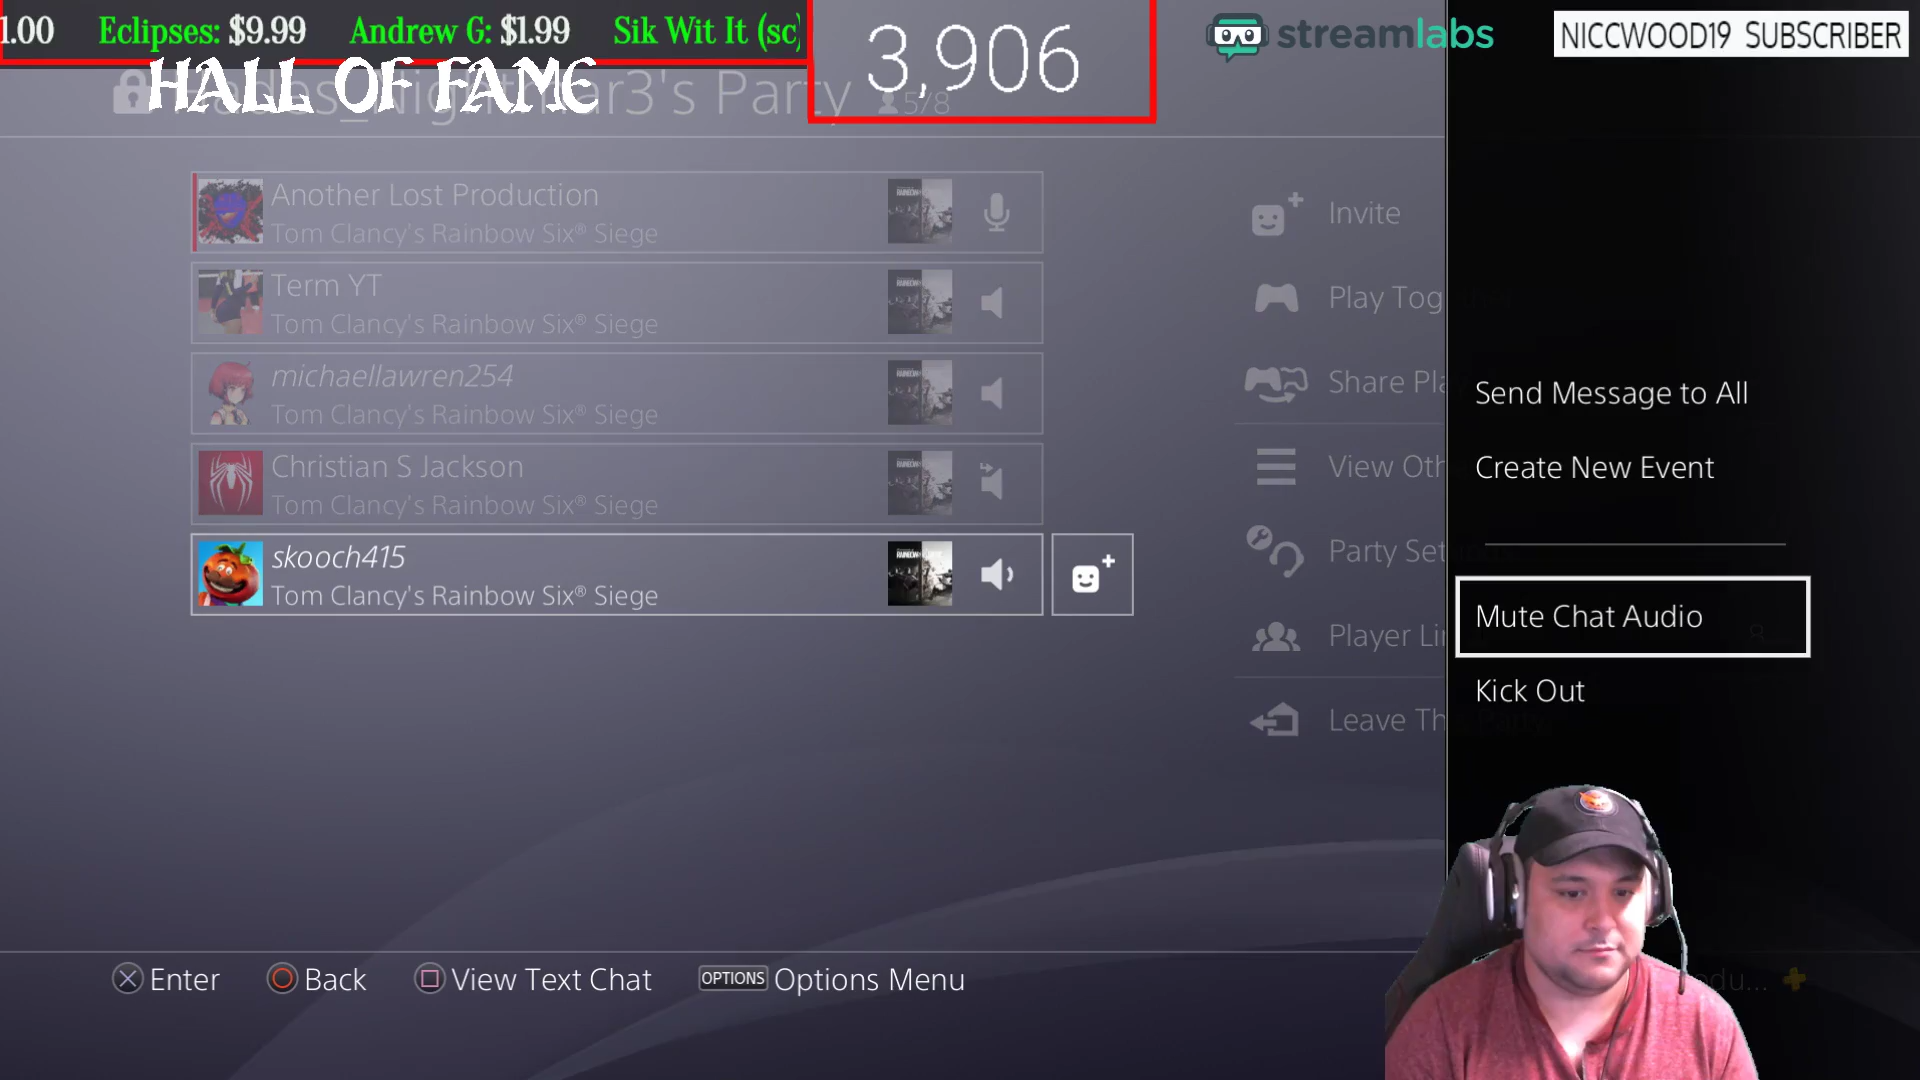 1.00 Eclipses: $9.99 Andrew G: $1.99 Sik Wit It (sc)
3,906
streamlabs
NICCWOOD19 SUBSCRIBER
HALL OF FAME
Party
5/8
Another Lost Production
Tom Clancy's Rainbow Six® Siege
Term YT
Tom Clancy's Rainbow Six® Siege
michaellawren254
Tom Clancy's Rainbow Six® Siege
Christian S Jackson
Tom Clancy's Rainbow Six® Siege
skooch415
Tom Clancy's Rainbow Six® Siege
Invite
Play Tog
Share Pla
View Oth
Party Set
Player Li
Leave Th
Send Message to All
Create New Event
Mute Chat Audio
Kick Out
Enter
Back
View Text Chat
OPTIONS Options Menu